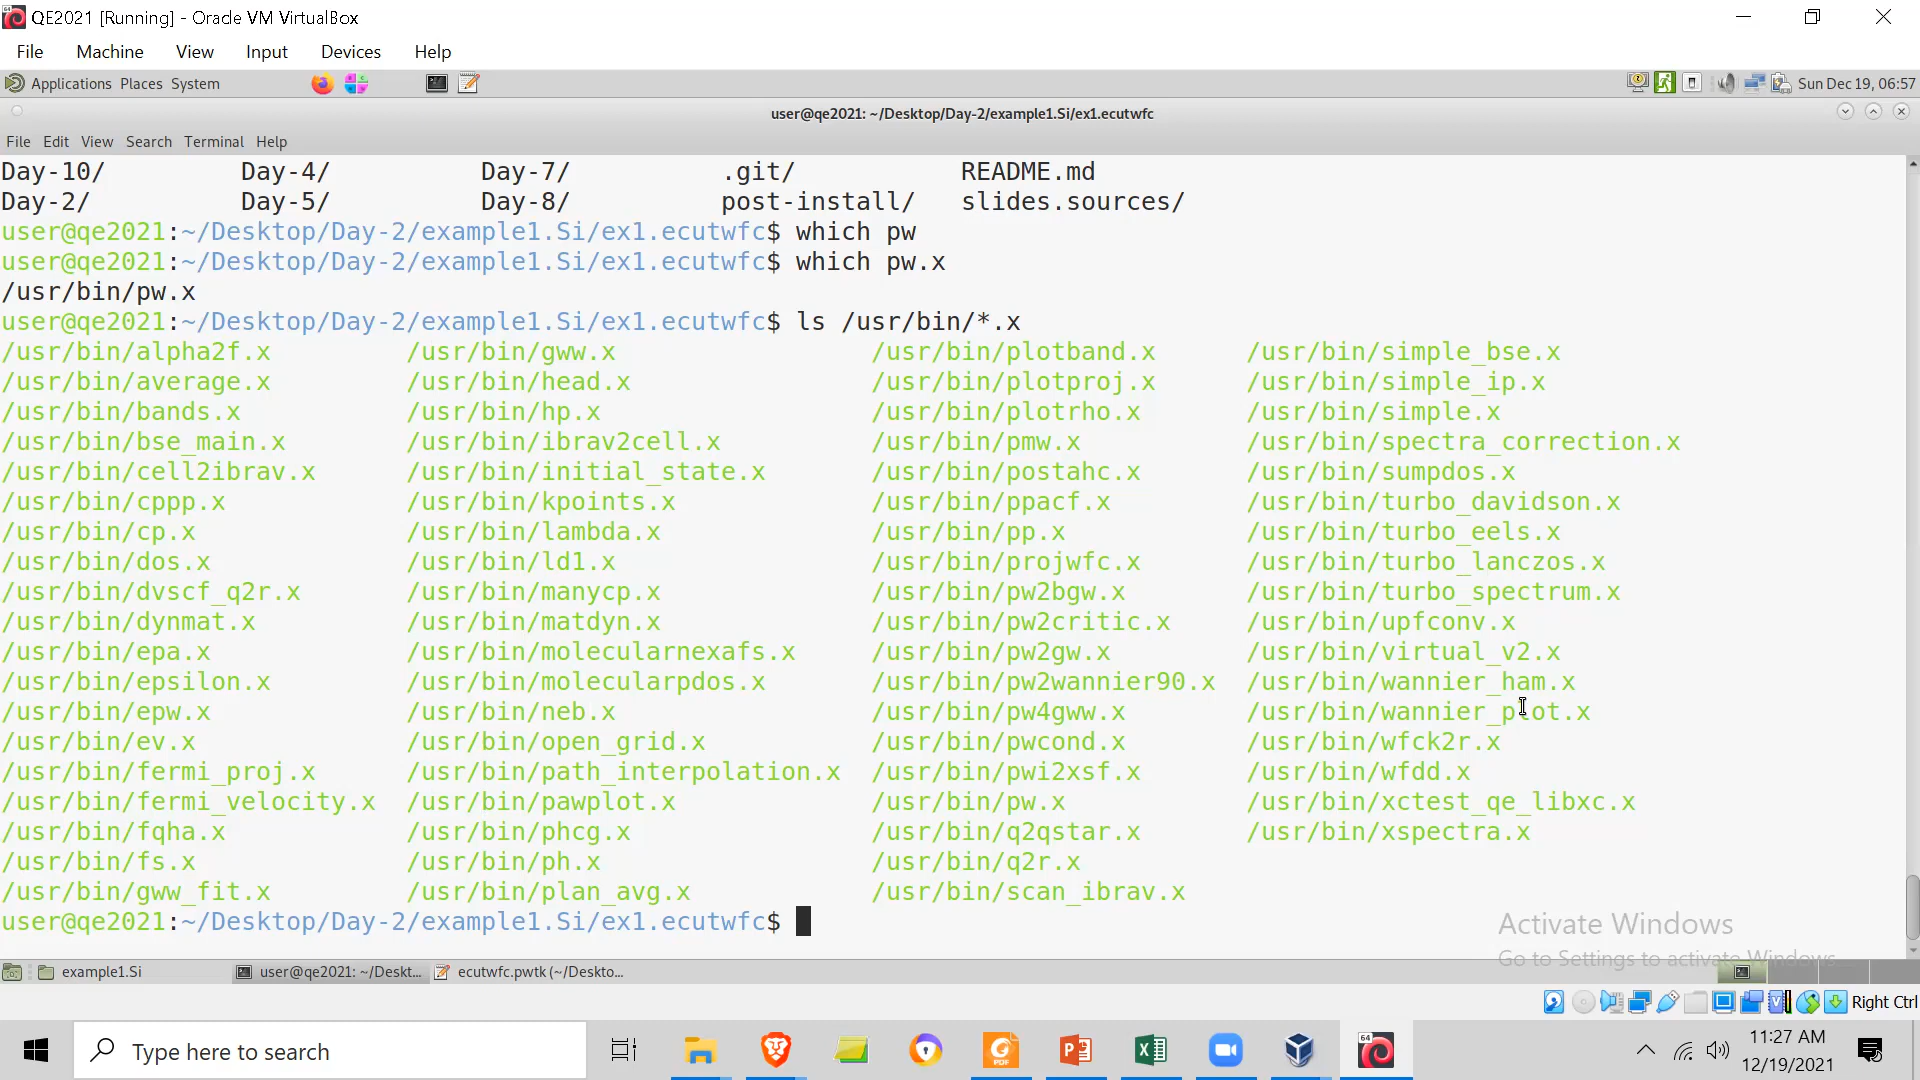 QE2021 [Running] - Oracle VM VirtualBox
File Machine View Input Devices Help
Applications Places System Sun Dec 19, 06:57
user@qe2021: ~/Desktop/Day-2/example1.Si/ex1.ecutwfc
File Edit View Search Terminal Help
Day-10/ Day-4/ Day-7/ .git/ README.md
Day-2/ Day-5/ Day-8/ post-install/ slides.sources/
user@qe2021:~/Desktop/Day-2/example1.Si/ex1.ecutwfc$ which pw
user@qe2021:~/Desktop/Day-2/example1.Si/ex1.ecutwfc$ which pw.x
/usr/bin/pw.x
user@qe2021:~/Desktop/Day-2/example1.Si/ex1.ecutwfc$ ls /usr/bin/*.x
/usr/bin/alpha2f.x /usr/bin/gww.x /usr/bin/plotband.x /usr/bin/simple_bse.x
/usr/bin/average.x /usr/bin/head.x /usr/bin/plotproj.x /usr/bin/simple_ip.x
/usr/bin/bands.x /usr/bin/hp.x /usr/bin/plotrho.x /usr/bin/simple.x
/usr/bin/bse_main.x /usr/bin/ibrav2cell.x /usr/bin/pmw.x /usr/bin/spectra_correction.x
/usr/bin/cell2ibrav.x /usr/bin/initial_state.x /usr/bin/postahc.x /usr/bin/sumpdos.x
/usr/bin/cppp.x /usr/bin/kpoints.x /usr/bin/ppacf.x /usr/bin/turbo_davidson.x
/usr/bin/cp.x /usr/bin/lambda.x /usr/bin/pp.x /usr/bin/turbo_eels.x
/usr/bin/dos.x /usr/bin/ld1.x /usr/bin/projwfc.x /usr/bin/turbo_lanczos.x
/usr/bin/dvscf_q2r.x /usr/bin/manycp.x /usr/bin/pw2bgw.x /usr/bin/turbo_spectrum.x
/usr/bin/dynmat.x /usr/bin/matdyn.x /usr/bin/pw2critic.x /usr/bin/upfconv.x
/usr/bin/epa.x /usr/bin/molecularnexafs.x /usr/bin/pw2gw.x /usr/bin/virtual_v2.x
/usr/bin/epsilon.x /usr/bin/molecularpdos.x /usr/bin/pw2wannier90.x /usr/bin/wannier_ham.x
/usr/bin/epw.x /usr/bin/neb.x /usr/bin/pw4gww.x /usr/bin/wannier_plot.x
/usr/bin/ev.x /usr/bin/open_grid.x /usr/bin/pwcond.x /usr/bin/wfck2r.x
/usr/bin/fermi_proj.x /usr/bin/path_interpolation.x /usr/bin/pwi2xsf.x /usr/bin/wfdd.x
/usr/bin/fermi_velocity.x /usr/bin/pawplot.x /usr/bin/pw.x /usr/bin/xctest_qe_libxc.x
/usr/bin/fqha.x /usr/bin/phcg.x /usr/bin/q2qstar.x /usr/bin/xspectra.x
/usr/bin/fs.x /usr/bin/ph.x /usr/bin/q2r.x
/usr/bin/gww_fit.x /usr/bin/plan_avg.x /usr/bin/scan_ibrav.x
user@qe2021:~/Desktop/Day-2/example1.Si/ex1.ecutwfc$
Activate Windows
Go to Settings to activate Windows.
example1.Si user@qe2021: ~/Deskt... ecutwfc.pwtk (~/Deskto...
Right Ctrl
Type here to search
11:27 AM
12/19/2021